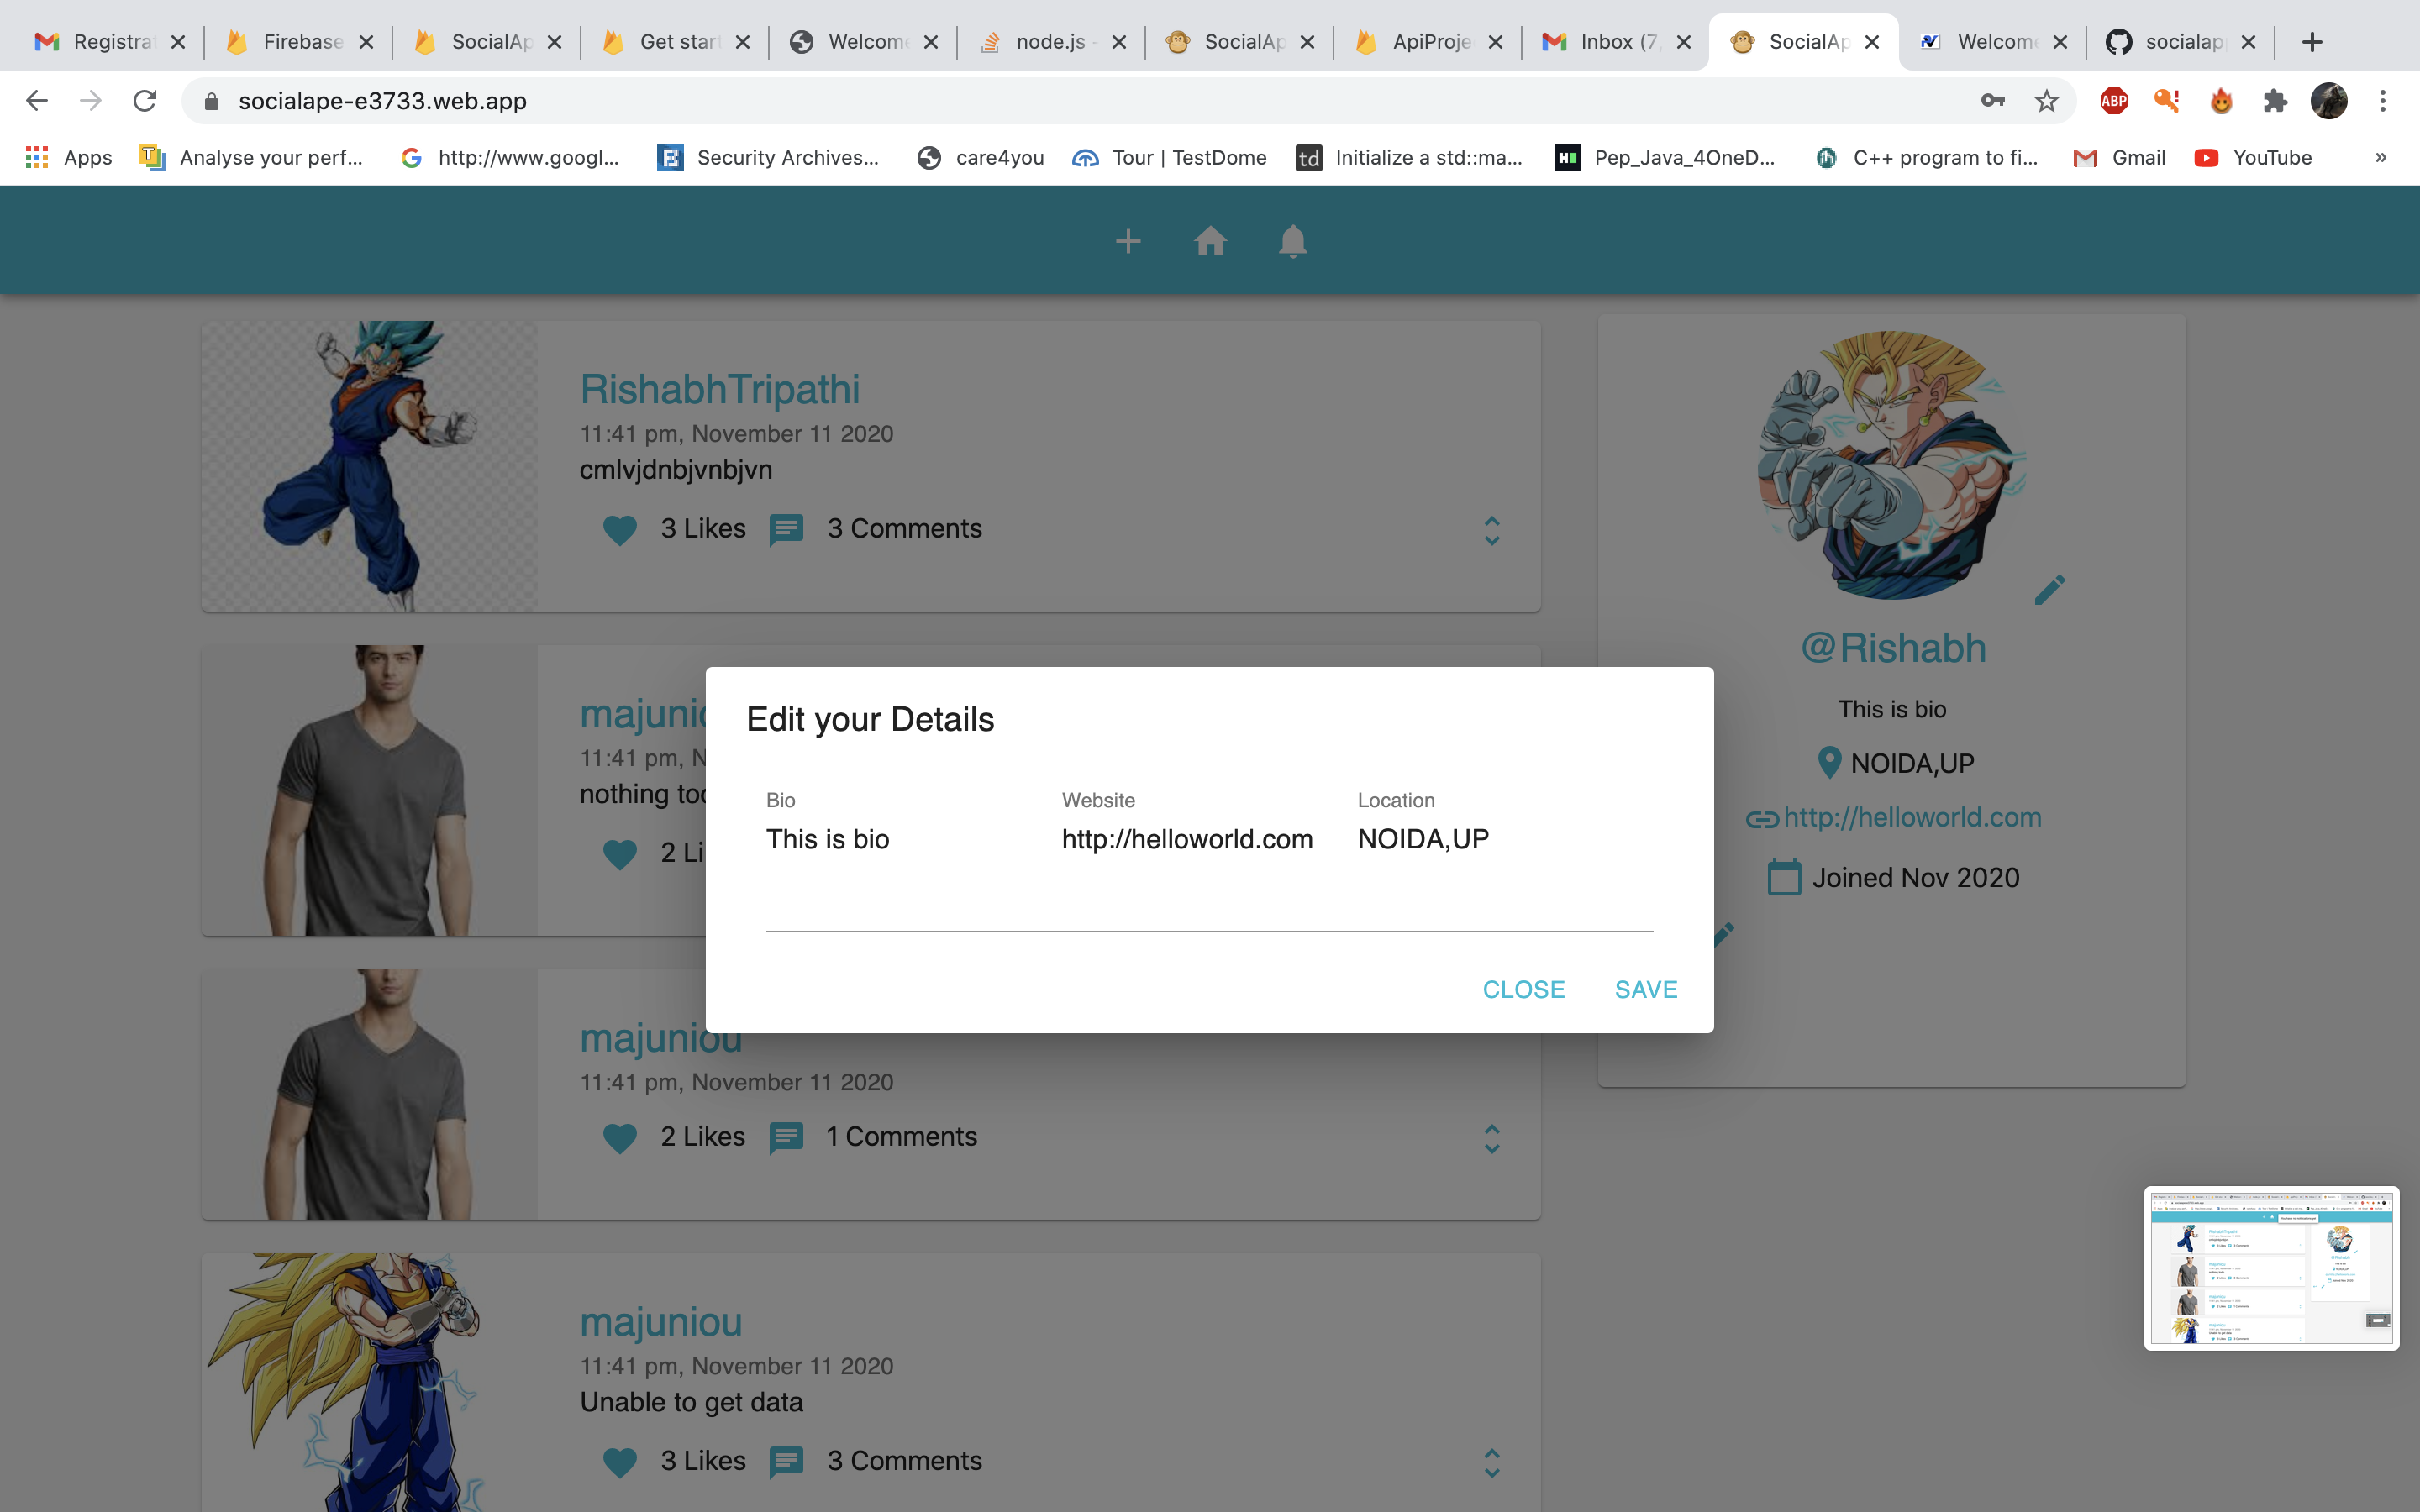 Registra
Firebase
SocialAp
Get start
Welcome
node.js -
SocialAp
ApiProje
Inbox (7,
SocialAp
Welcome
socialap
socialape-e3733.web.app
ABP
Apps
Analyse your perf...
http://www.googl...
Security Archives...
care4you
Tour | TestDome
td
Initialize a std::ma...
Pep_Java_4OneD...
C++ program to fi...
Gmail
YouTube
»
RishabhTripathi
11:41 pm, November 11 2020
cmlvjdnbjvnbjvn
3 Likes
3 Comments
@Rishabh
This is bio
NOIDA,UP
http://helloworld.com
Joined Nov 2020
11:41 pm, N
2 Li
Edit your Details
Bio
Website
Location
This is bio
http://helloworld.com
NOIDA,UP
CLOSE
SAVE
majuniou
11:41 pm, November 11 2020
2 Likes
1 Comments
majuniou
11:41 pm, November 11 2020
Unable to get data
3 Likes
3 Comments